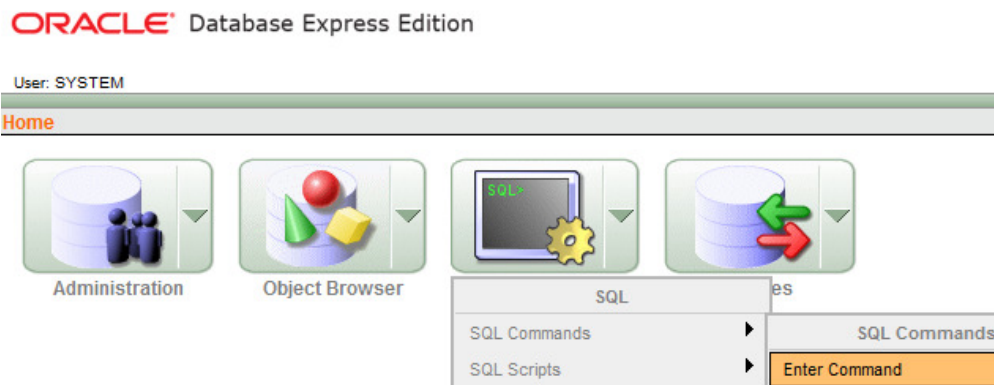 ORACLE Database Express Edition
User: SYSTEM
Home
SQL>
Administration
Object Browser
es
SQL
SQL Commands
SQL Commands
SQL Scripts
Enter Command